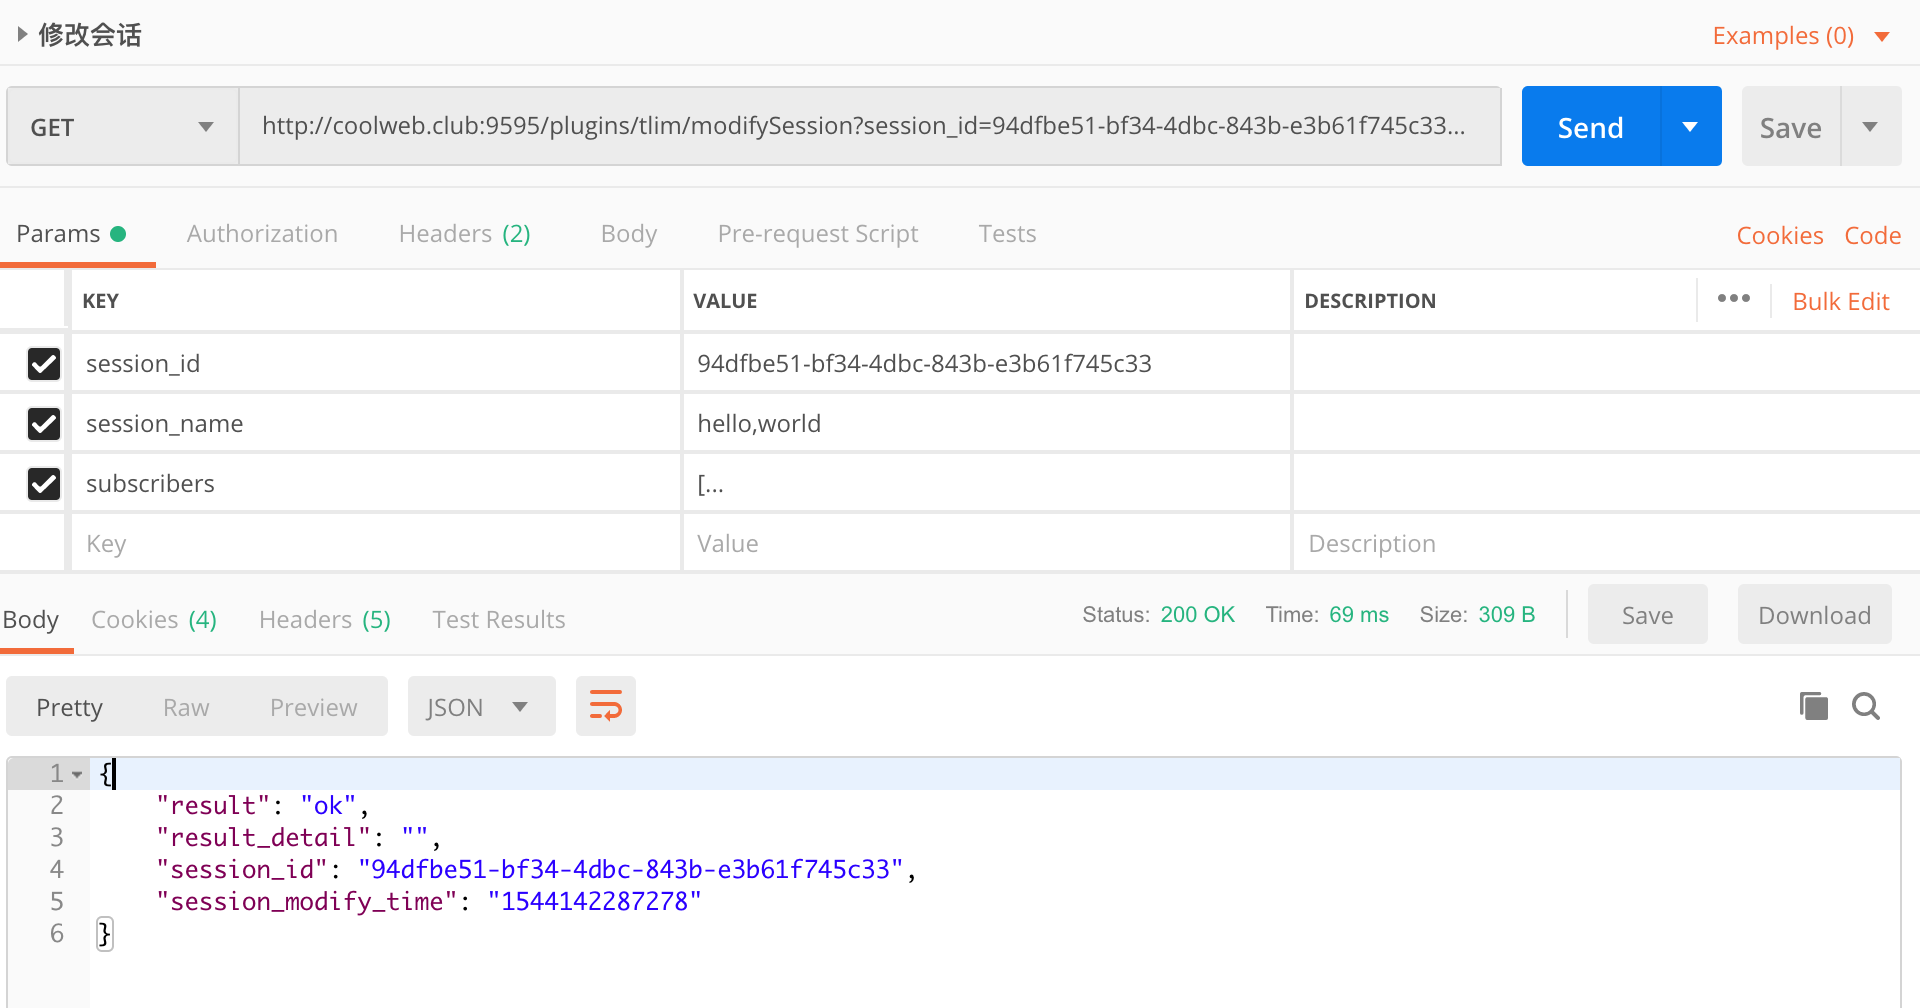 修改会话
Examples (0)
GET
http://coolweb.club:9595/plugins/tlim/modifySession?session_id=94dfbe51-bf34-4dbc-843b-e3b61f745c33...
Send
Save
Params
Authorization
Headers (2)
Body
Pre-request Script
Tests
Cookies
Code
KEY
VALUE
DESCRIPTION
•••
Bulk Edit
session_id
94dfbe51-bf34-4dbc-843b-e3b61f745c33
session_name
hello,world
subscribers
[...
Key
Value
Description
Body
Cookies (4)
Headers (5)
Test Results
Status: 200 OK
Time: 69 ms
Size: 309 B
Save
Download
Pretty
Raw
Preview
JSON
1 {
2 "result": "ok",
3 "result_detail": "",
4 "session_id": "94dfbe51-bf34-4dbc-843b-e3b61f745c33",
5 "session_modify_time": "1544142287278"
6 }